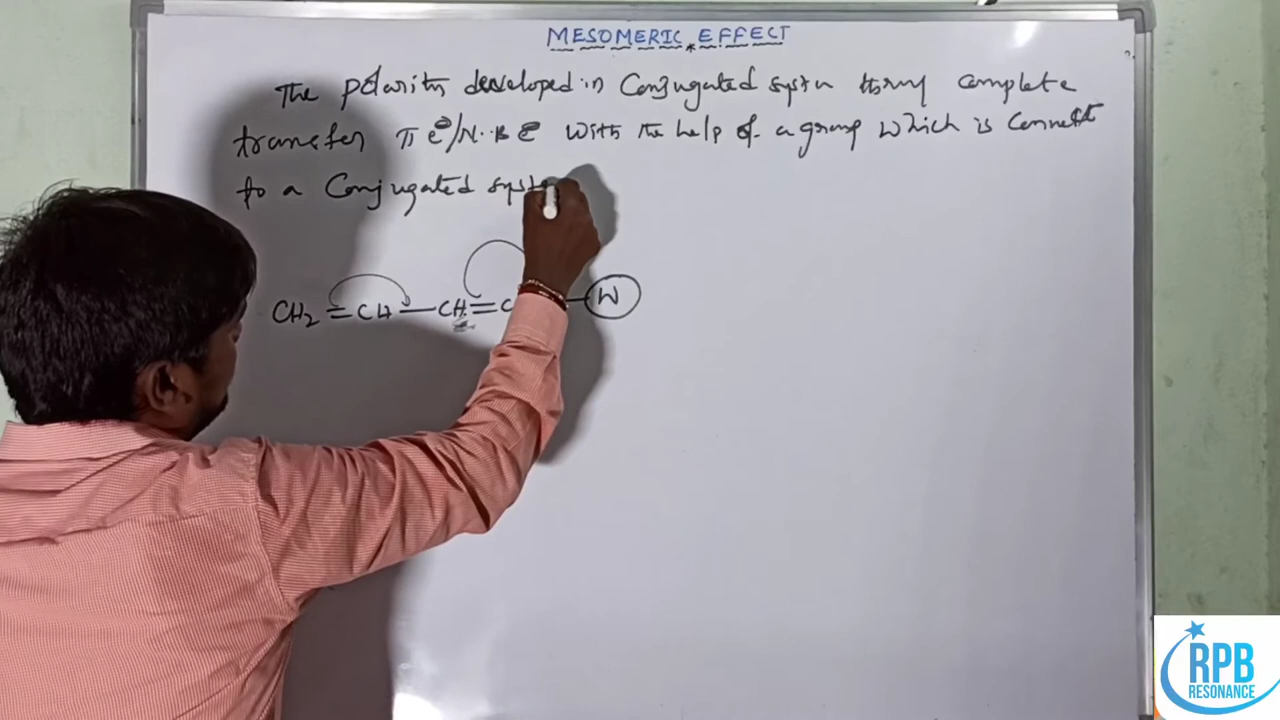 MESOMERIC EFFECT
The polarity developed in Conjugated system through complete
transfer π e⊖/N.B e⊖ with the help of a group which is Connected
to a Conjugated syste
CH2 = CH — CH = C — W
RPB
RESONANCE